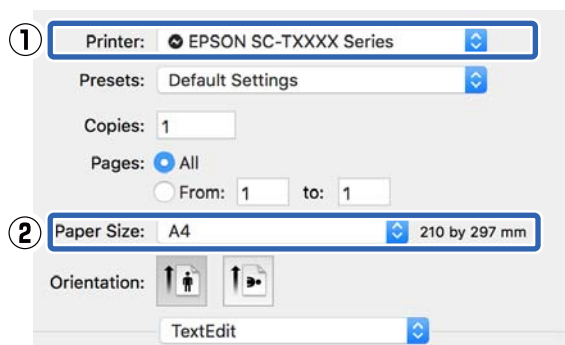 ① Printer: EPSON SC-TXXXX Series
Presets: Default Settings
Copies: 1
Pages: All
From: 1 to: 1
② Paper Size: A4 210 by 297 mm
Orientation:
TextEdit